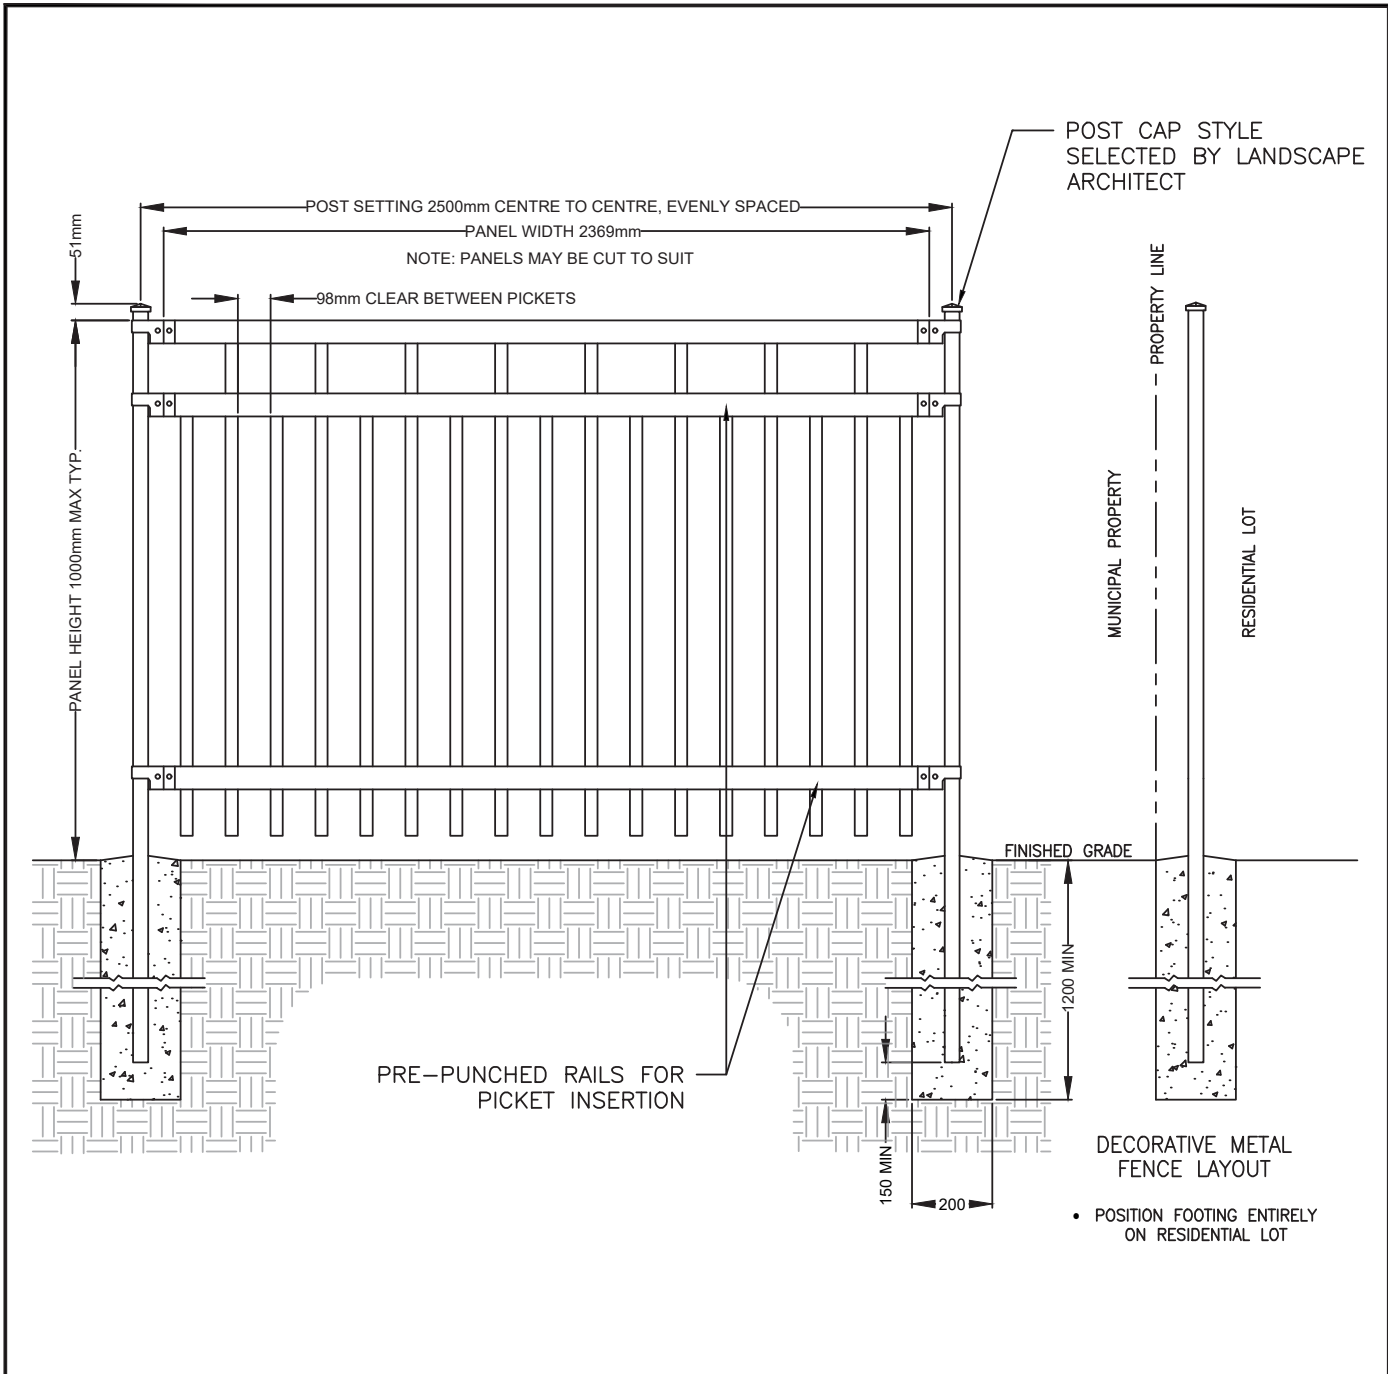 POST CAP STYLE
SELECTED BY LANDSCAPE
ARCHITECT
POST SETTING 2500mm CENTRE TO CENTRE, EVENLY SPACED
51mm
PANEL WIDTH 2369mm
NOTE: PANELS MAY BE CUT TO SUIT
98mm CLEAR BETWEEN PICKETS
PANEL HEIGHT 1000mm MAX TYP.
PROPERTY LINE
MUNICIPAL PROPERTY
RESIDENTIAL LOT
FINISHED GRADE
1200 MIN
PRE-PUNCHED RAILS FOR
PICKET INSERTION
150 MIN
200
DECORATIVE METAL
FENCE LAYOUT
• POSITION FOOTING ENTIRELY
ON RESIDENTIAL LOT